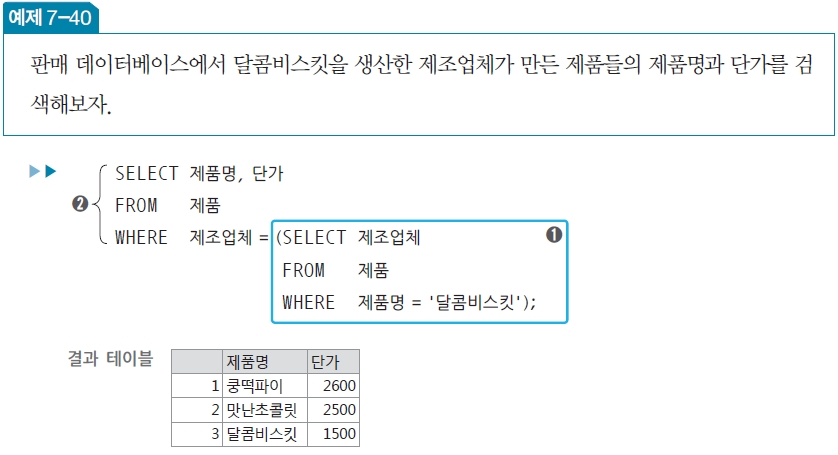 예제 7-40
판매 데이터베이스에서 달콤비스킷을 생산한 제조업체가 만든 제품들의 제품명과 단가를 검
색해보자.
▶▶ SELECT 제품명, 단가
❷ FROM 제품
WHERE 제조업체 = (SELECT 제조업체 ❶
FROM 제품
WHERE 제품명 = '달콤비스킷');
결과 테이블 제품명 단가
1 쿵떡파이 2600
2 맛난초콜릿 2500
3 달콤비스킷 1500